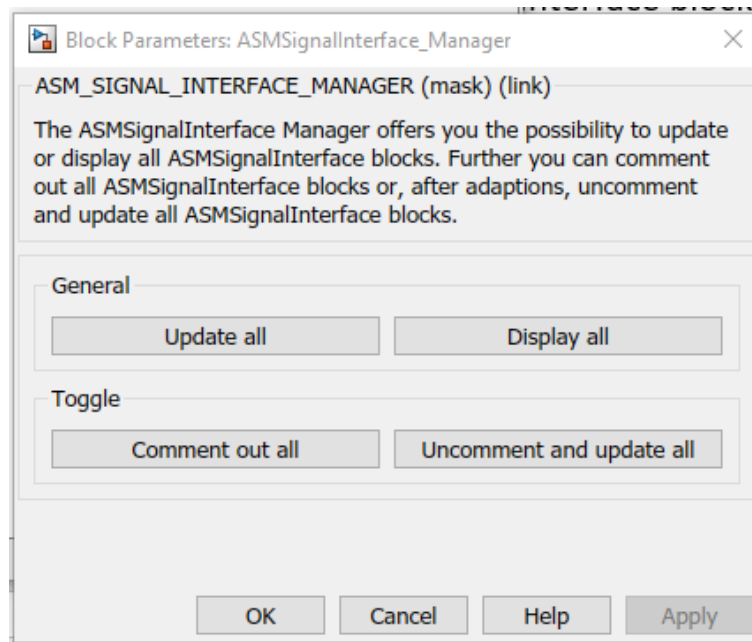 Block Parameters: ASMSignalInterface_Manager
ASM_SIGNAL_INTERFACE_MANAGER (mask) (link)
The ASMSignalInterface Manager offers you the possibility to update
or display all ASMSignalInterface blocks. Further you can comment
out all ASMSignalInterface blocks or, after adaptions, uncomment
and update all ASMSignalInterface blocks.
General
Update all
Display all
Toggle
Comment out all
Uncomment and update all
OK
Cancel
Help
Apply